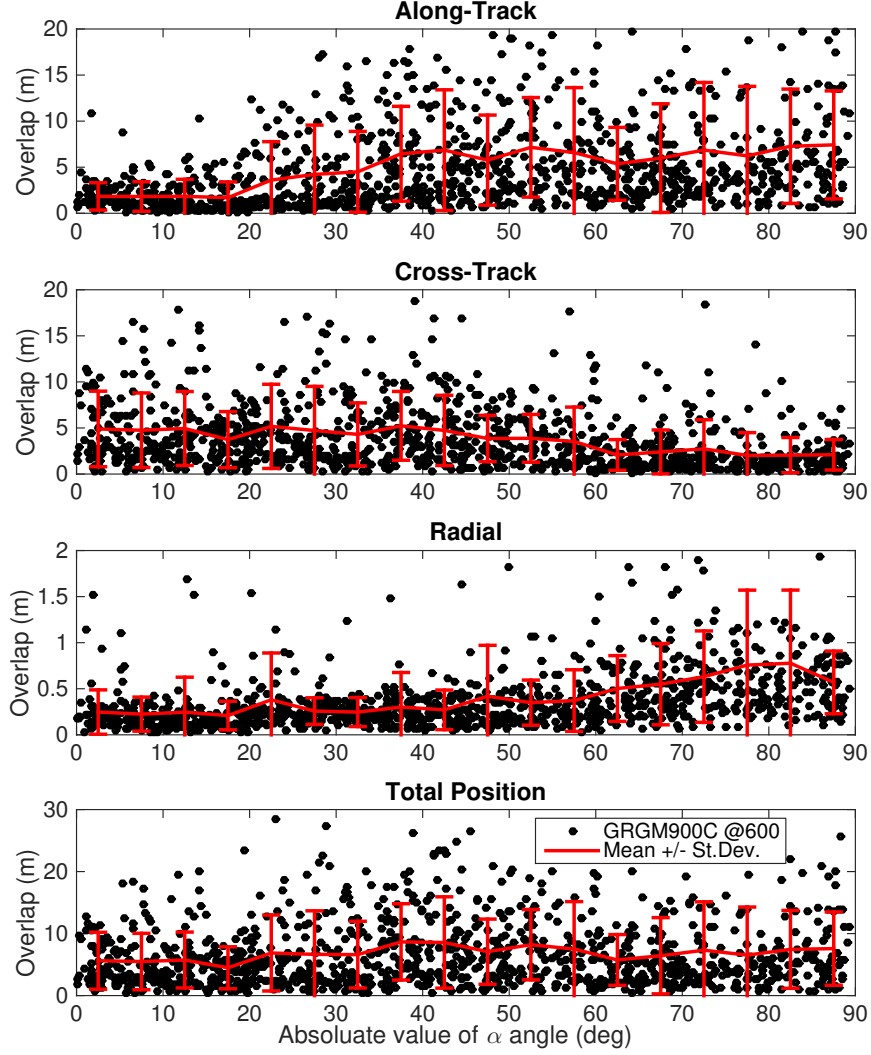 Along-Track
Overlap (m)
20
15
10
5
0
0 10 20 30 40 50 60 70 80 90
Cross-Track
Overlap (m)
20
15
10
5
0
0 10 20 30 40 50 60 70 80 90
Radial
Overlap (m)
2
1.5
1
0.5
0
0 10 20 30 40 50 60 70 80 90
Total Position
Overlap (m)
30
20
10
0
GRGM900C @600
Mean +/- St.Dev.
0 10 20 30 40 50 60 70 80 90
Absoluate value of α angle (deg)